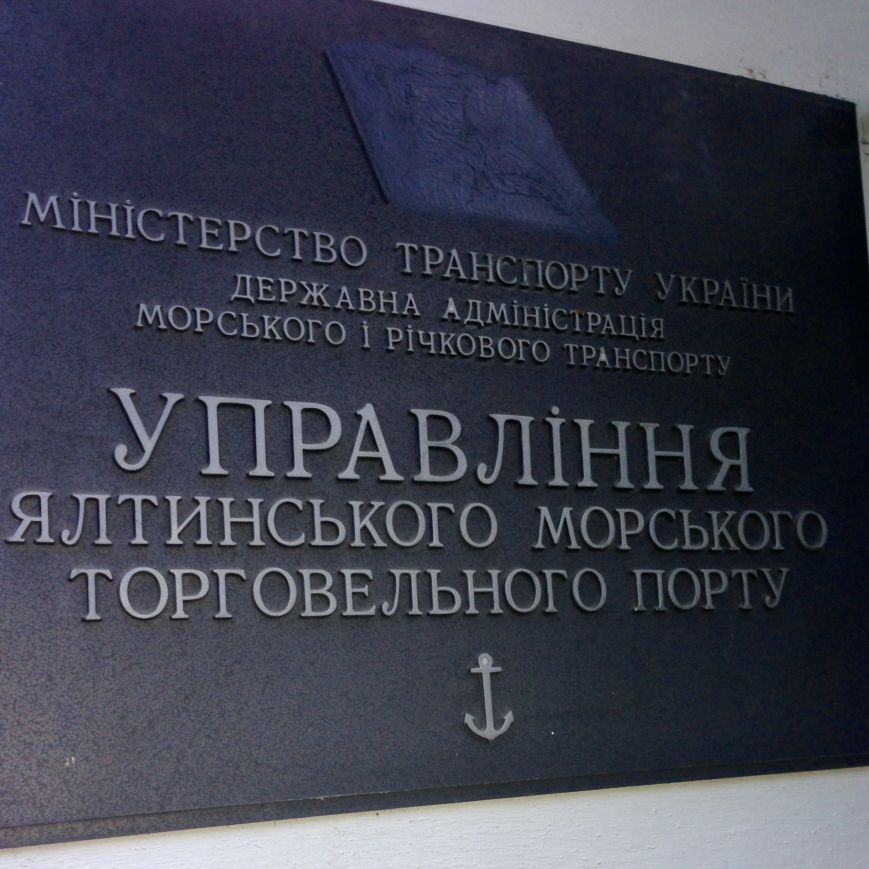 МІНІСТЕРСТВО ТРАНСПОРТУ УКРАЇНИ
ДЕРЖАВНА АДМІНІСТРАЦІЯ
МОРСЬКОГО І РІЧКОВОГО ТРАНСПОРТУ
УПРАВЛІННЯ
ЯЛТИНСЬКОГО МОРСЬКОГО
ТОРГОВЕЛЬНОГО ПОРТУ